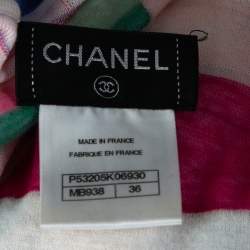 CHANEL
MADE IN FRANCE
FABRIQUE EN FRANCE
P53205K06930
MB938 36